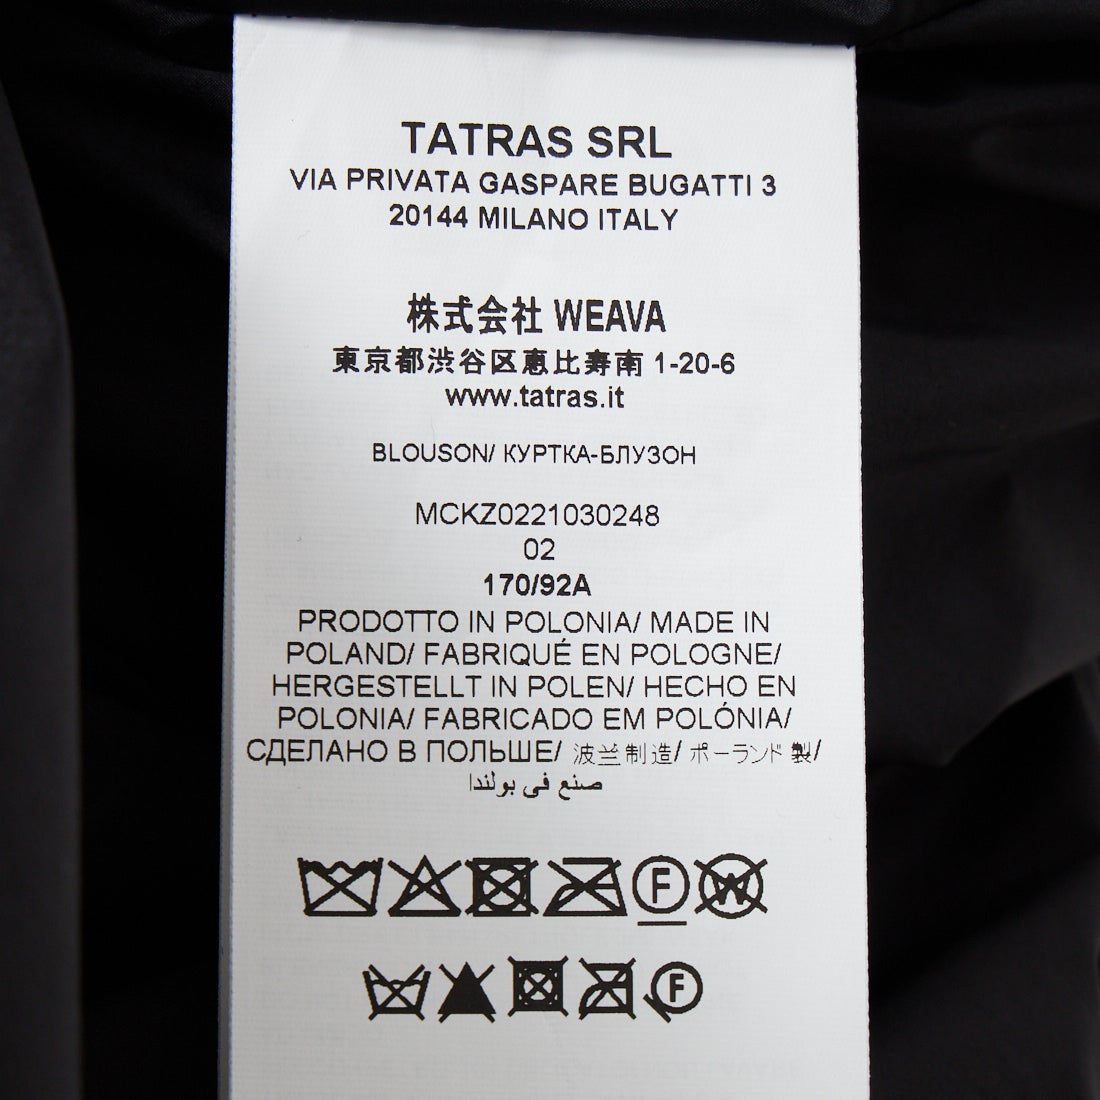 TATRAS SRL
VIA PRIVATA GASPARE BUGATTI 3
20144 MILANO ITALY
株式会社 WEAVA
東京都渋谷区恵比寿南 1-20-6
www.tatras.it
BLOUSON/ КУРТКА-БЛУЗОН
MCKZ0221030248
02
170/92A
PRODOTTO IN POLONIA/ MADE IN
POLAND/ FABRIQUÉ EN POLOGNE/
HERGESTELLT IN POLEN/ HECHO EN
POLONIA/ FABRICADO EM POLÓNIA/
СДЕЛАНО В ПОЛЬШЕ/ 波兰制造/ ポーランド製/
صنع في بولندا
F W
F